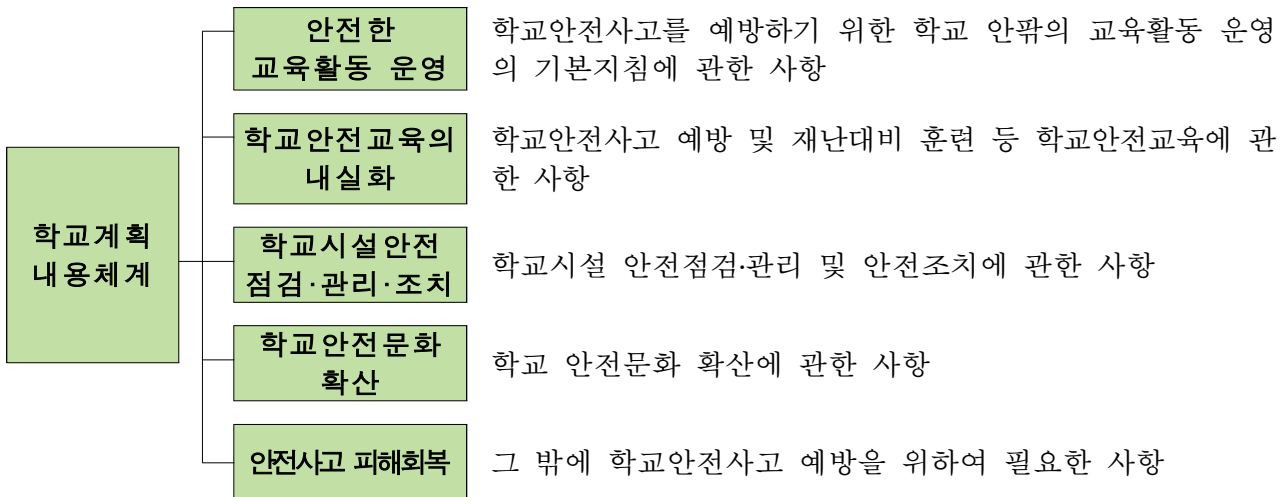 안전한
교육활동 운영
학교안전사고를 예방하기 위한 학교 안팎의 교육활동 운영
의 기본지침에 관한 사항
학교안전교육의
내실화
학교안전사고 예방 및 재난대비 훈련 등 학교안전교육에 관
한 사항
학교계획
내용체계
학교시설안전
점검·관리·조치
학교시설 안전점검·관리 및 안전조치에 관한 사항
학교안전문화
확산
학교 안전문화 확산에 관한 사항
안전사고 피해회복
그 밖에 학교안전사고 예방을 위하여 필요한 사항